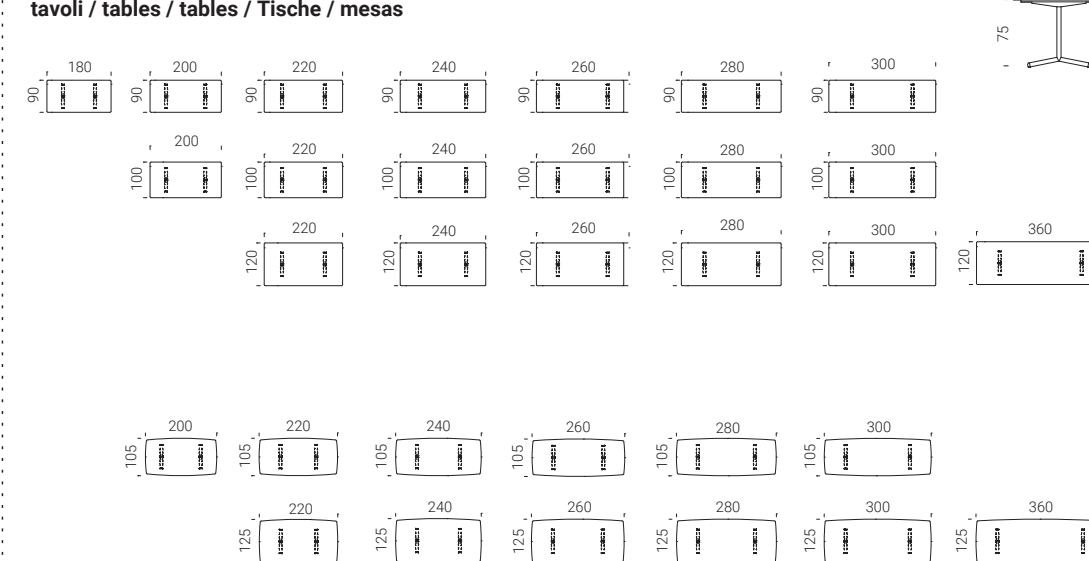 tavoli / tables / tables / Tische / mesas
75
180 200 220 240 260 280 300
90 90 90 90 90 90 90
200 220 240 260 280 300
100 100 100 100 100 100
220 240 260 280 300 360
120 120 120 120 120 120
200 220 240 260 280 300
105 105 105 105 105 105
220 240 260 280 300 360
125 125 125 125 125 125